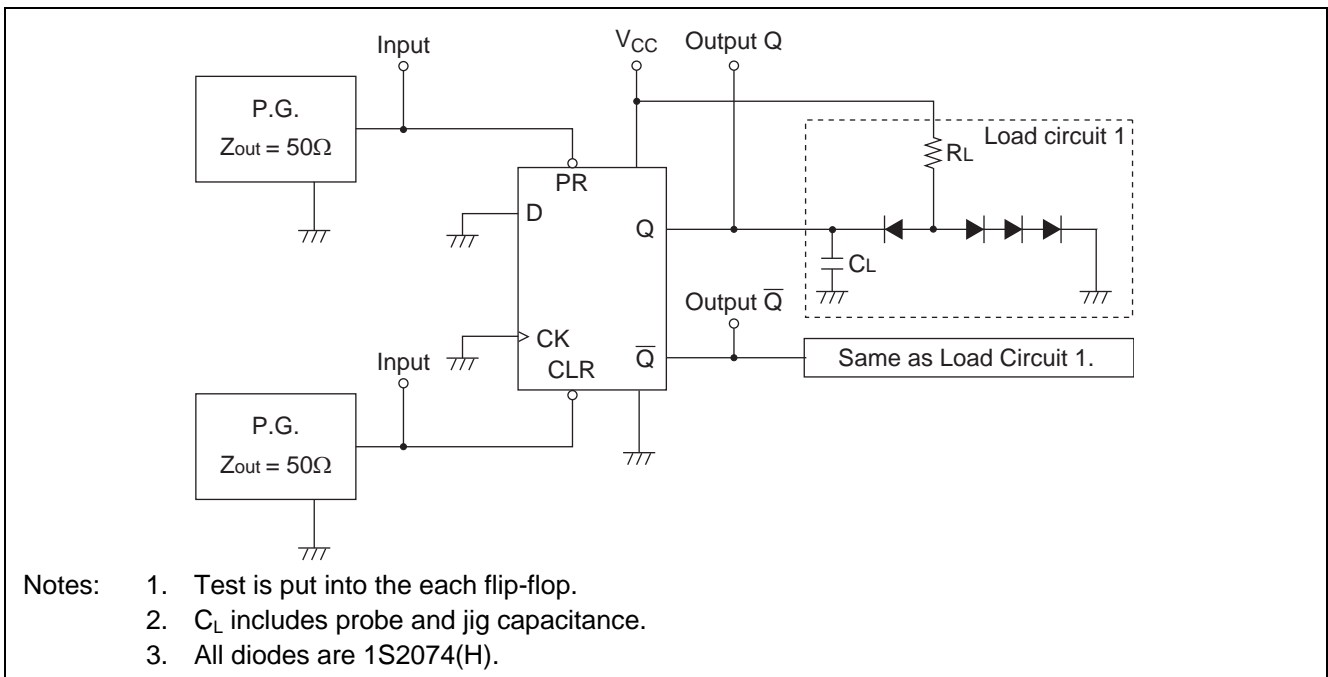 Input
V_CC
Output Q
P.G.
Zout = 50Ω
Load circuit 1
RL
PR
D
Q
CL
Output Q̅
CK
Input
CLR
Q̅
Same as Load Circuit 1.
P.G.
Zout = 50Ω
Notes: 1. Test is put into the each flip-flop.
2. C_L includes probe and jig capacitance.
3. All diodes are 1S2074(H).